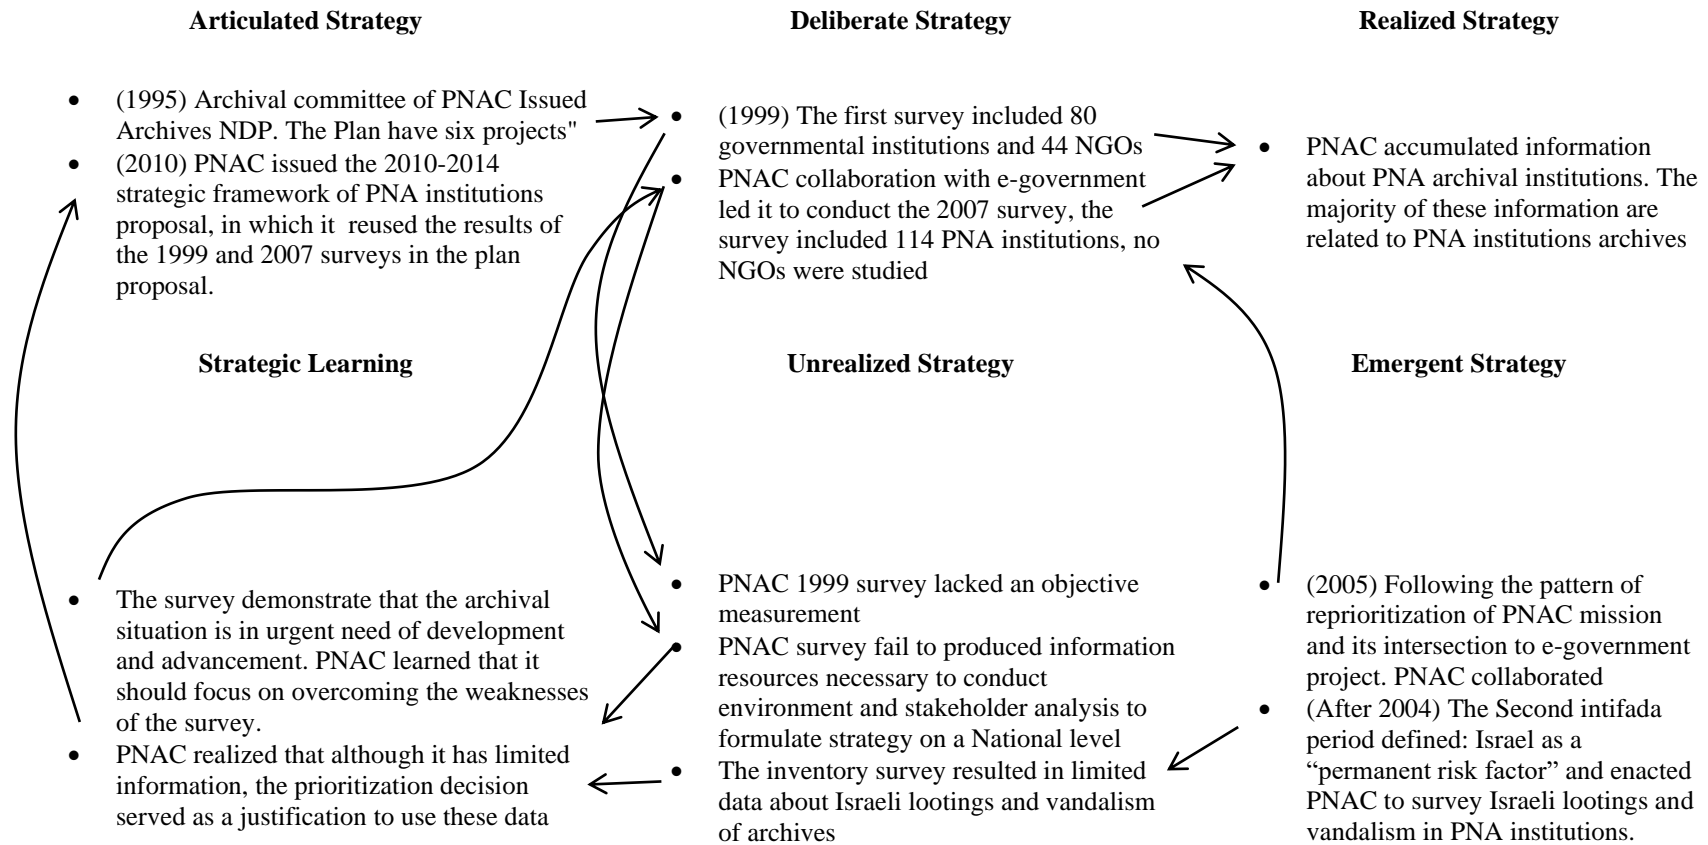 Articulated Strategy
(1995) Archival committee of PNAC Issued
Archives NDP. The Plan have six projects"
(2010) PNAC issued the 2010-2014
strategic framework of PNA institutions
proposal, in which it reused the results of
the 1999 and 2007 surveys in the plan
proposal.
Deliberate Strategy
(1999) The first survey included 80
governmental institutions and 44 NGOs
PNAC collaboration with e-government
led it to conduct the 2007 survey, the
survey included 114 PNA institutions, no
NGOs were studied
Realized Strategy
PNAC accumulated information
about PNA archival institutions. The
majority of these information are
related to PNA institutions archives
Strategic Learning
The survey demonstrate that the archival
situation is in urgent need of development
and advancement. PNAC learned that it
should focus on overcoming the weaknesses
of the survey.
PNAC realized that although it has limited
information, the prioritization decision
served as a justification to use these data
Unrealized Strategy
PNAC 1999 survey lacked an objective
measurement
PNAC survey fail to produced information
resources necessary to conduct
environment and stakeholder analysis to
formulate strategy on a National level
The inventory survey resulted in limited
data about Israeli lootings and vandalism
of archives
Emergent Strategy
(2005) Following the pattern of
reprioritization of PNAC mission
and its intersection to e-government
project. PNAC collaborated
(After 2004) The Second intifada
period defined: Israel as a
“permanent risk factor” and enacted
PNAC to survey Israeli lootings and
vandalism in PNA institutions.